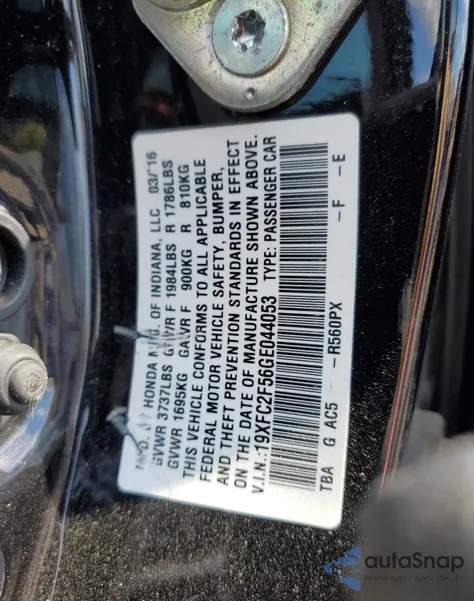 MFD. BY HONDA MFG. OF INDIANA, LLC 03/16
GVWR 3737LBS GAWR F 1984LBS R 1786LBS
GVWR 1695KG GAWR F 900KG R 810KG
THIS VEHICLE CONFORMS TO ALL APPLICABLE
FEDERAL MOTOR VEHICLE SAFETY, BUMPER,
AND THEFT PREVENTION STANDARDS IN EFFECT
ON THE DATE OF MANUFACTURE SHOWN ABOVE.
V.I.N.: 19XFC2F56GE044053 TYPE: PASSENGER CAR
TBA G AC5 -R560PX -F -E
autoSnap